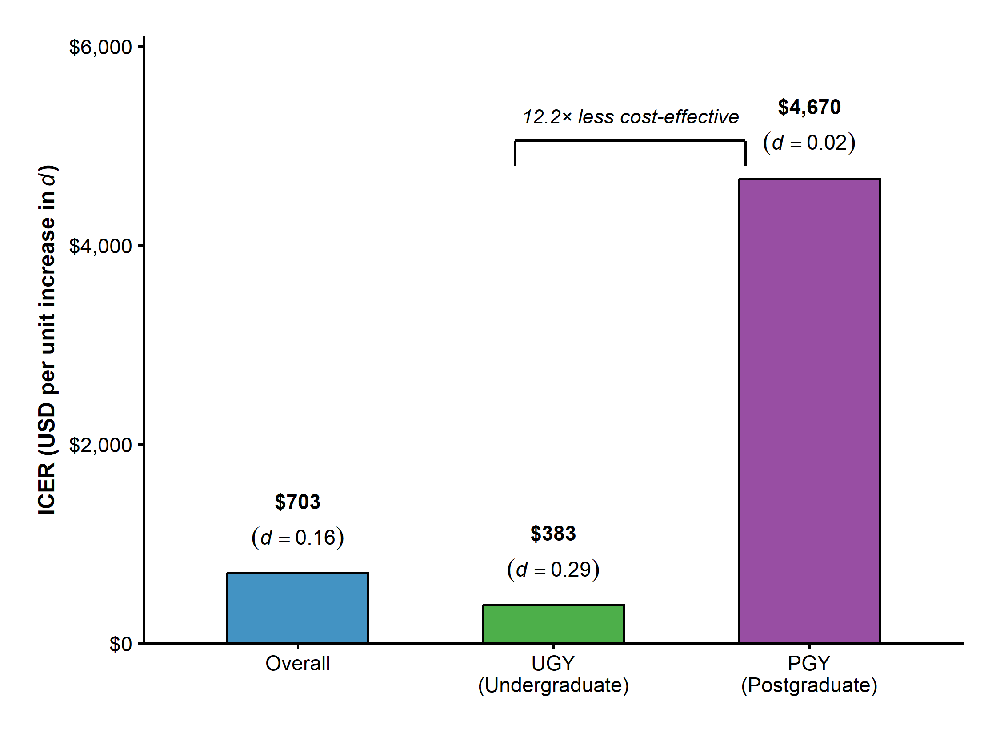 $6,000
$4,000
$2,000
$0
ICER (USD per unit increase in d)
$703
(d = 0.16)
$383
(d = 0.29)
12.2× less cost-effective
$4,670
(d = 0.02)
Overall
UGY
(Undergraduate)
PGY
(Postgraduate)